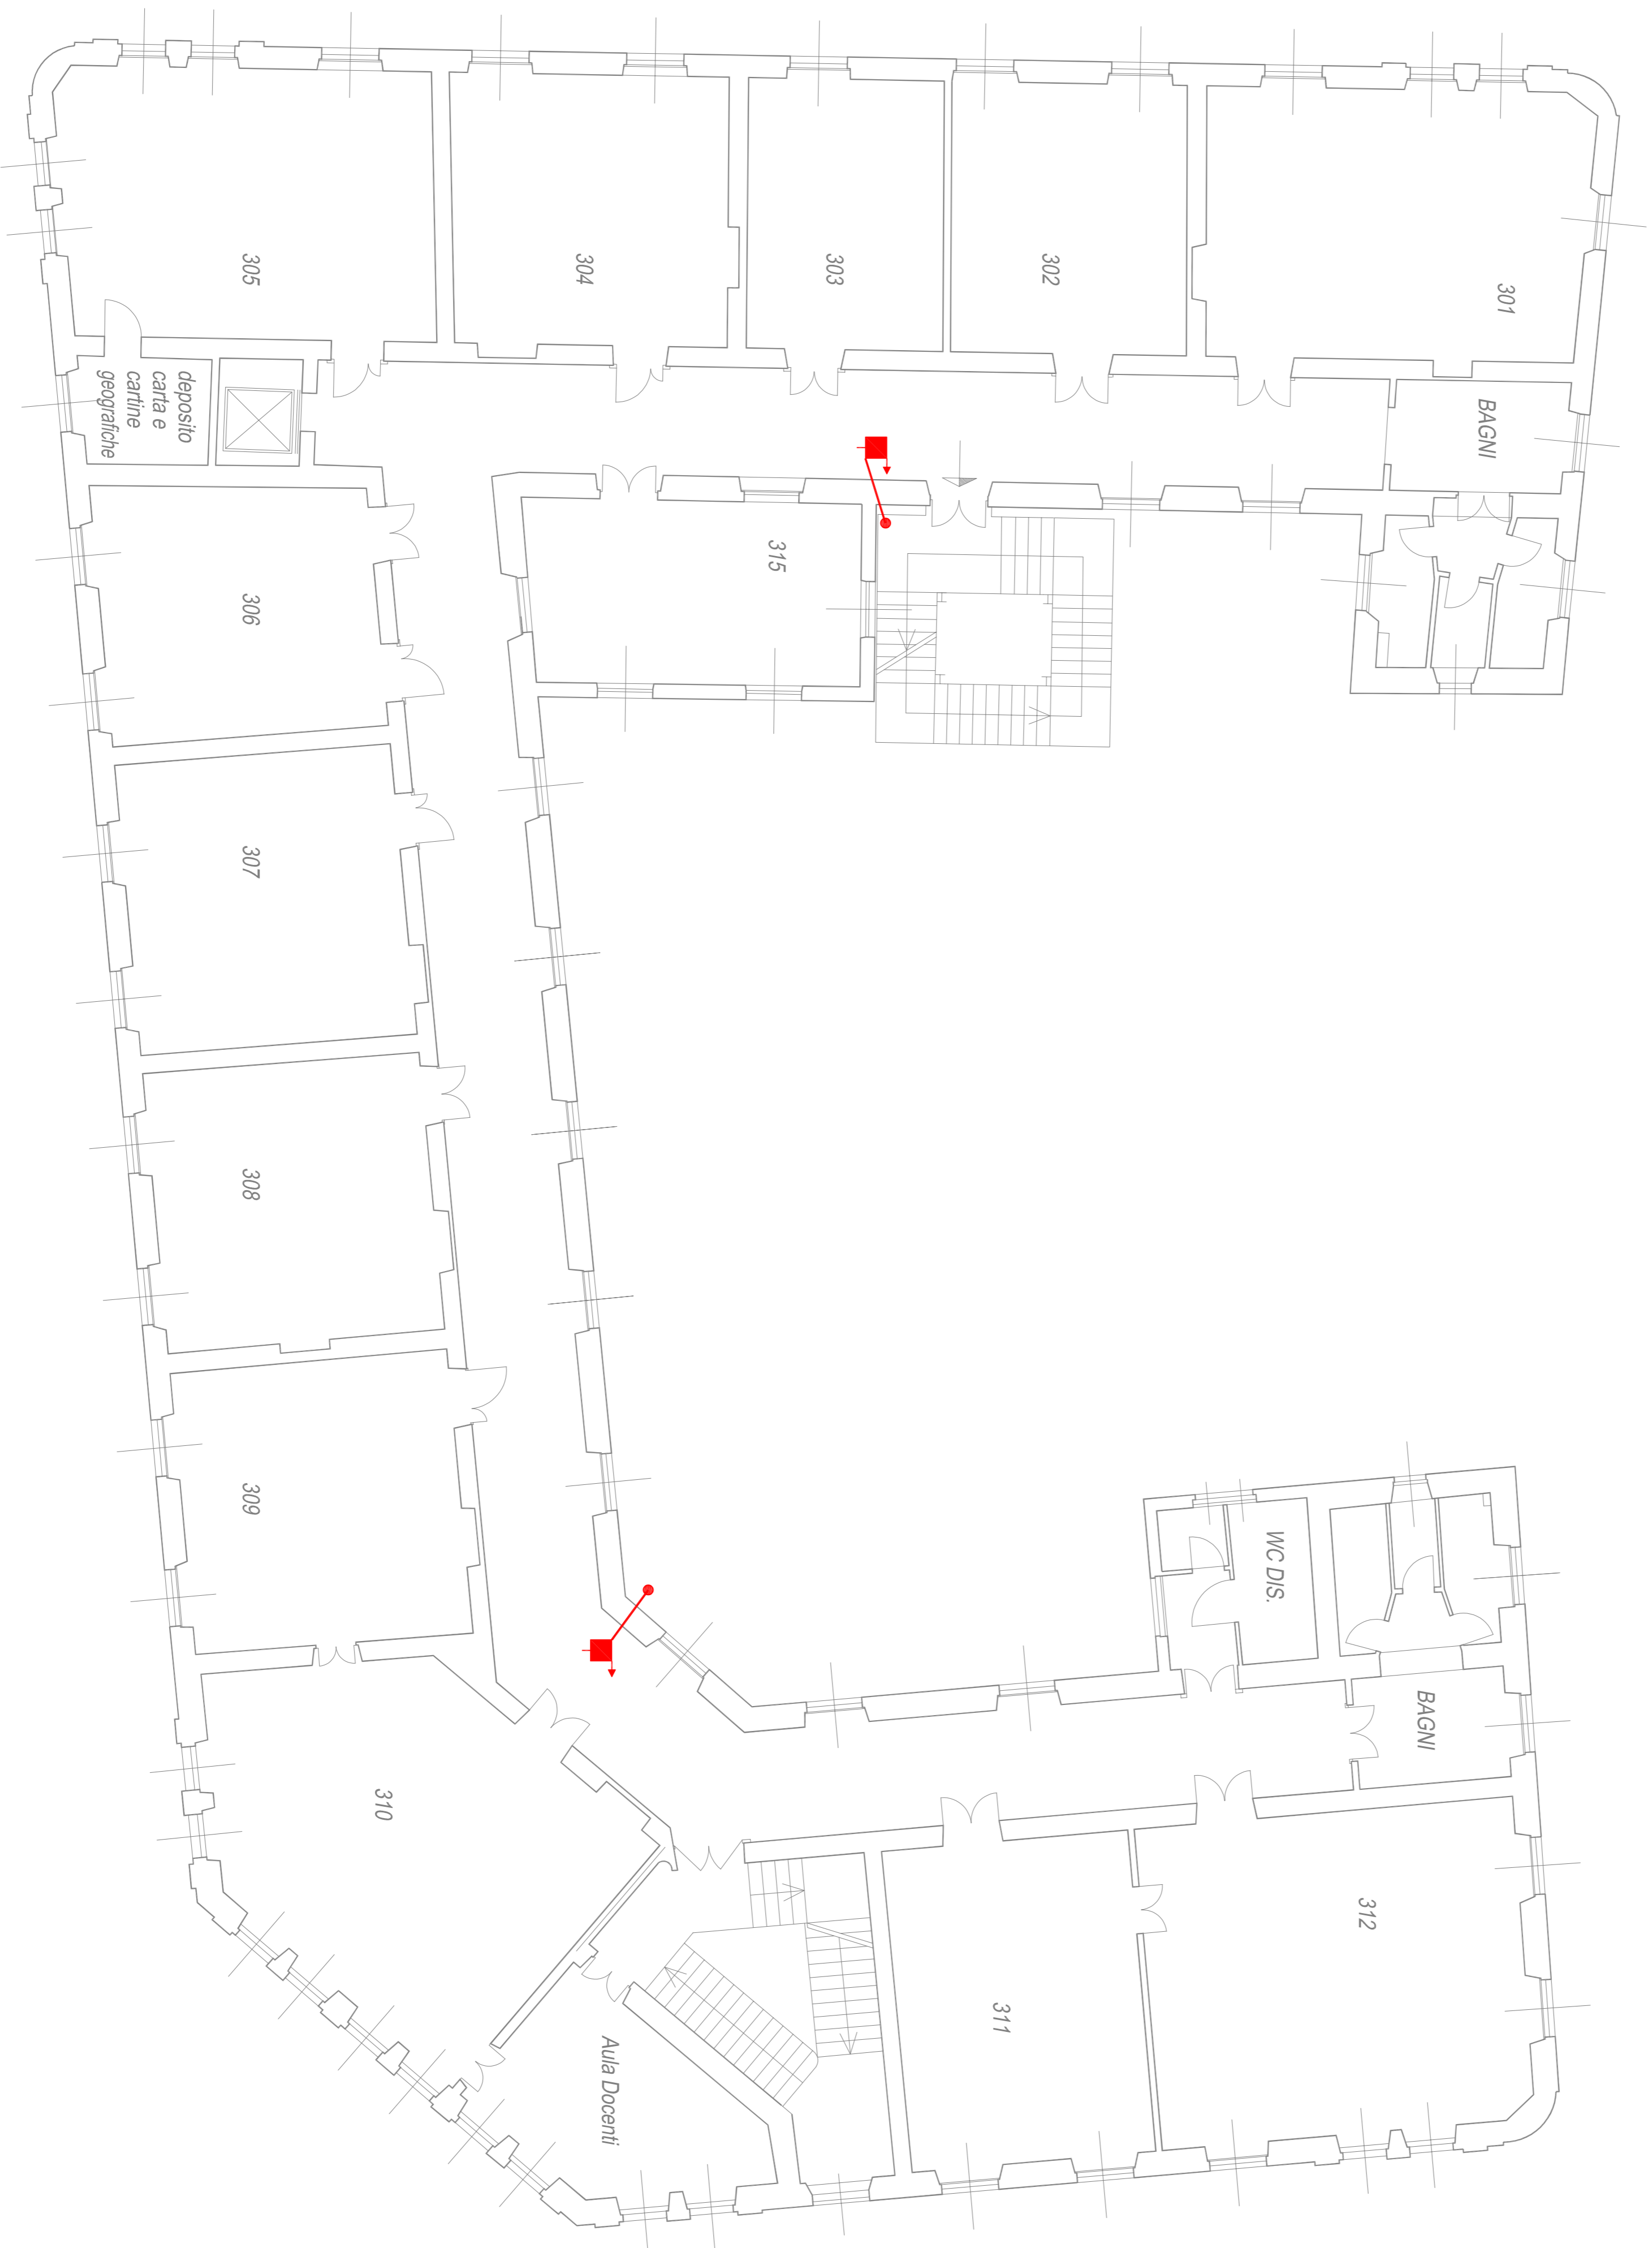 305
304
303
302
301
deposito
carta e
cartine
geografiche
BAGNI
315
306
307
308
309
WC DIS.
BAGNI
310
312
311
Aula Docenti